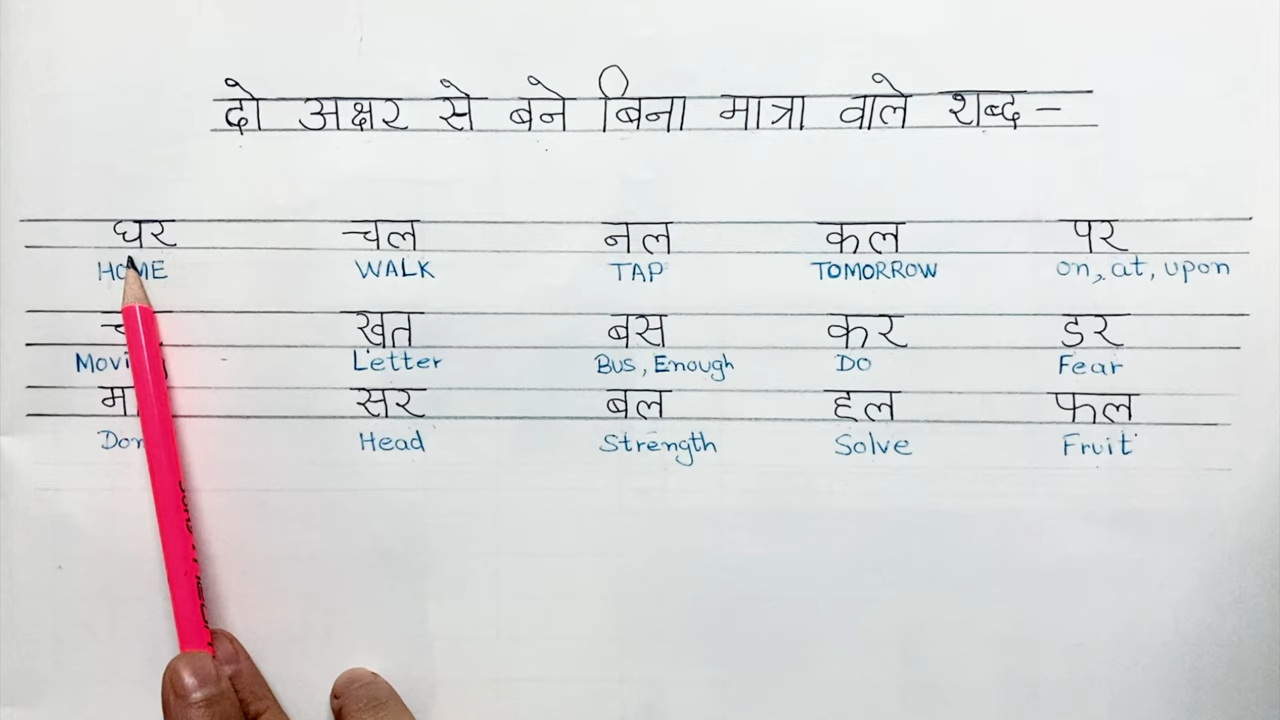 दो अक्षर से बने बिना मात्रा वाले शब्द -
घर चल नल कल पर
HOME WALK TAP TOMORROW on, at, upon
खत बस कर डर
Letter Bus, Enough Do Fear
सर बल हल फल
Head Strength Solve Fruit